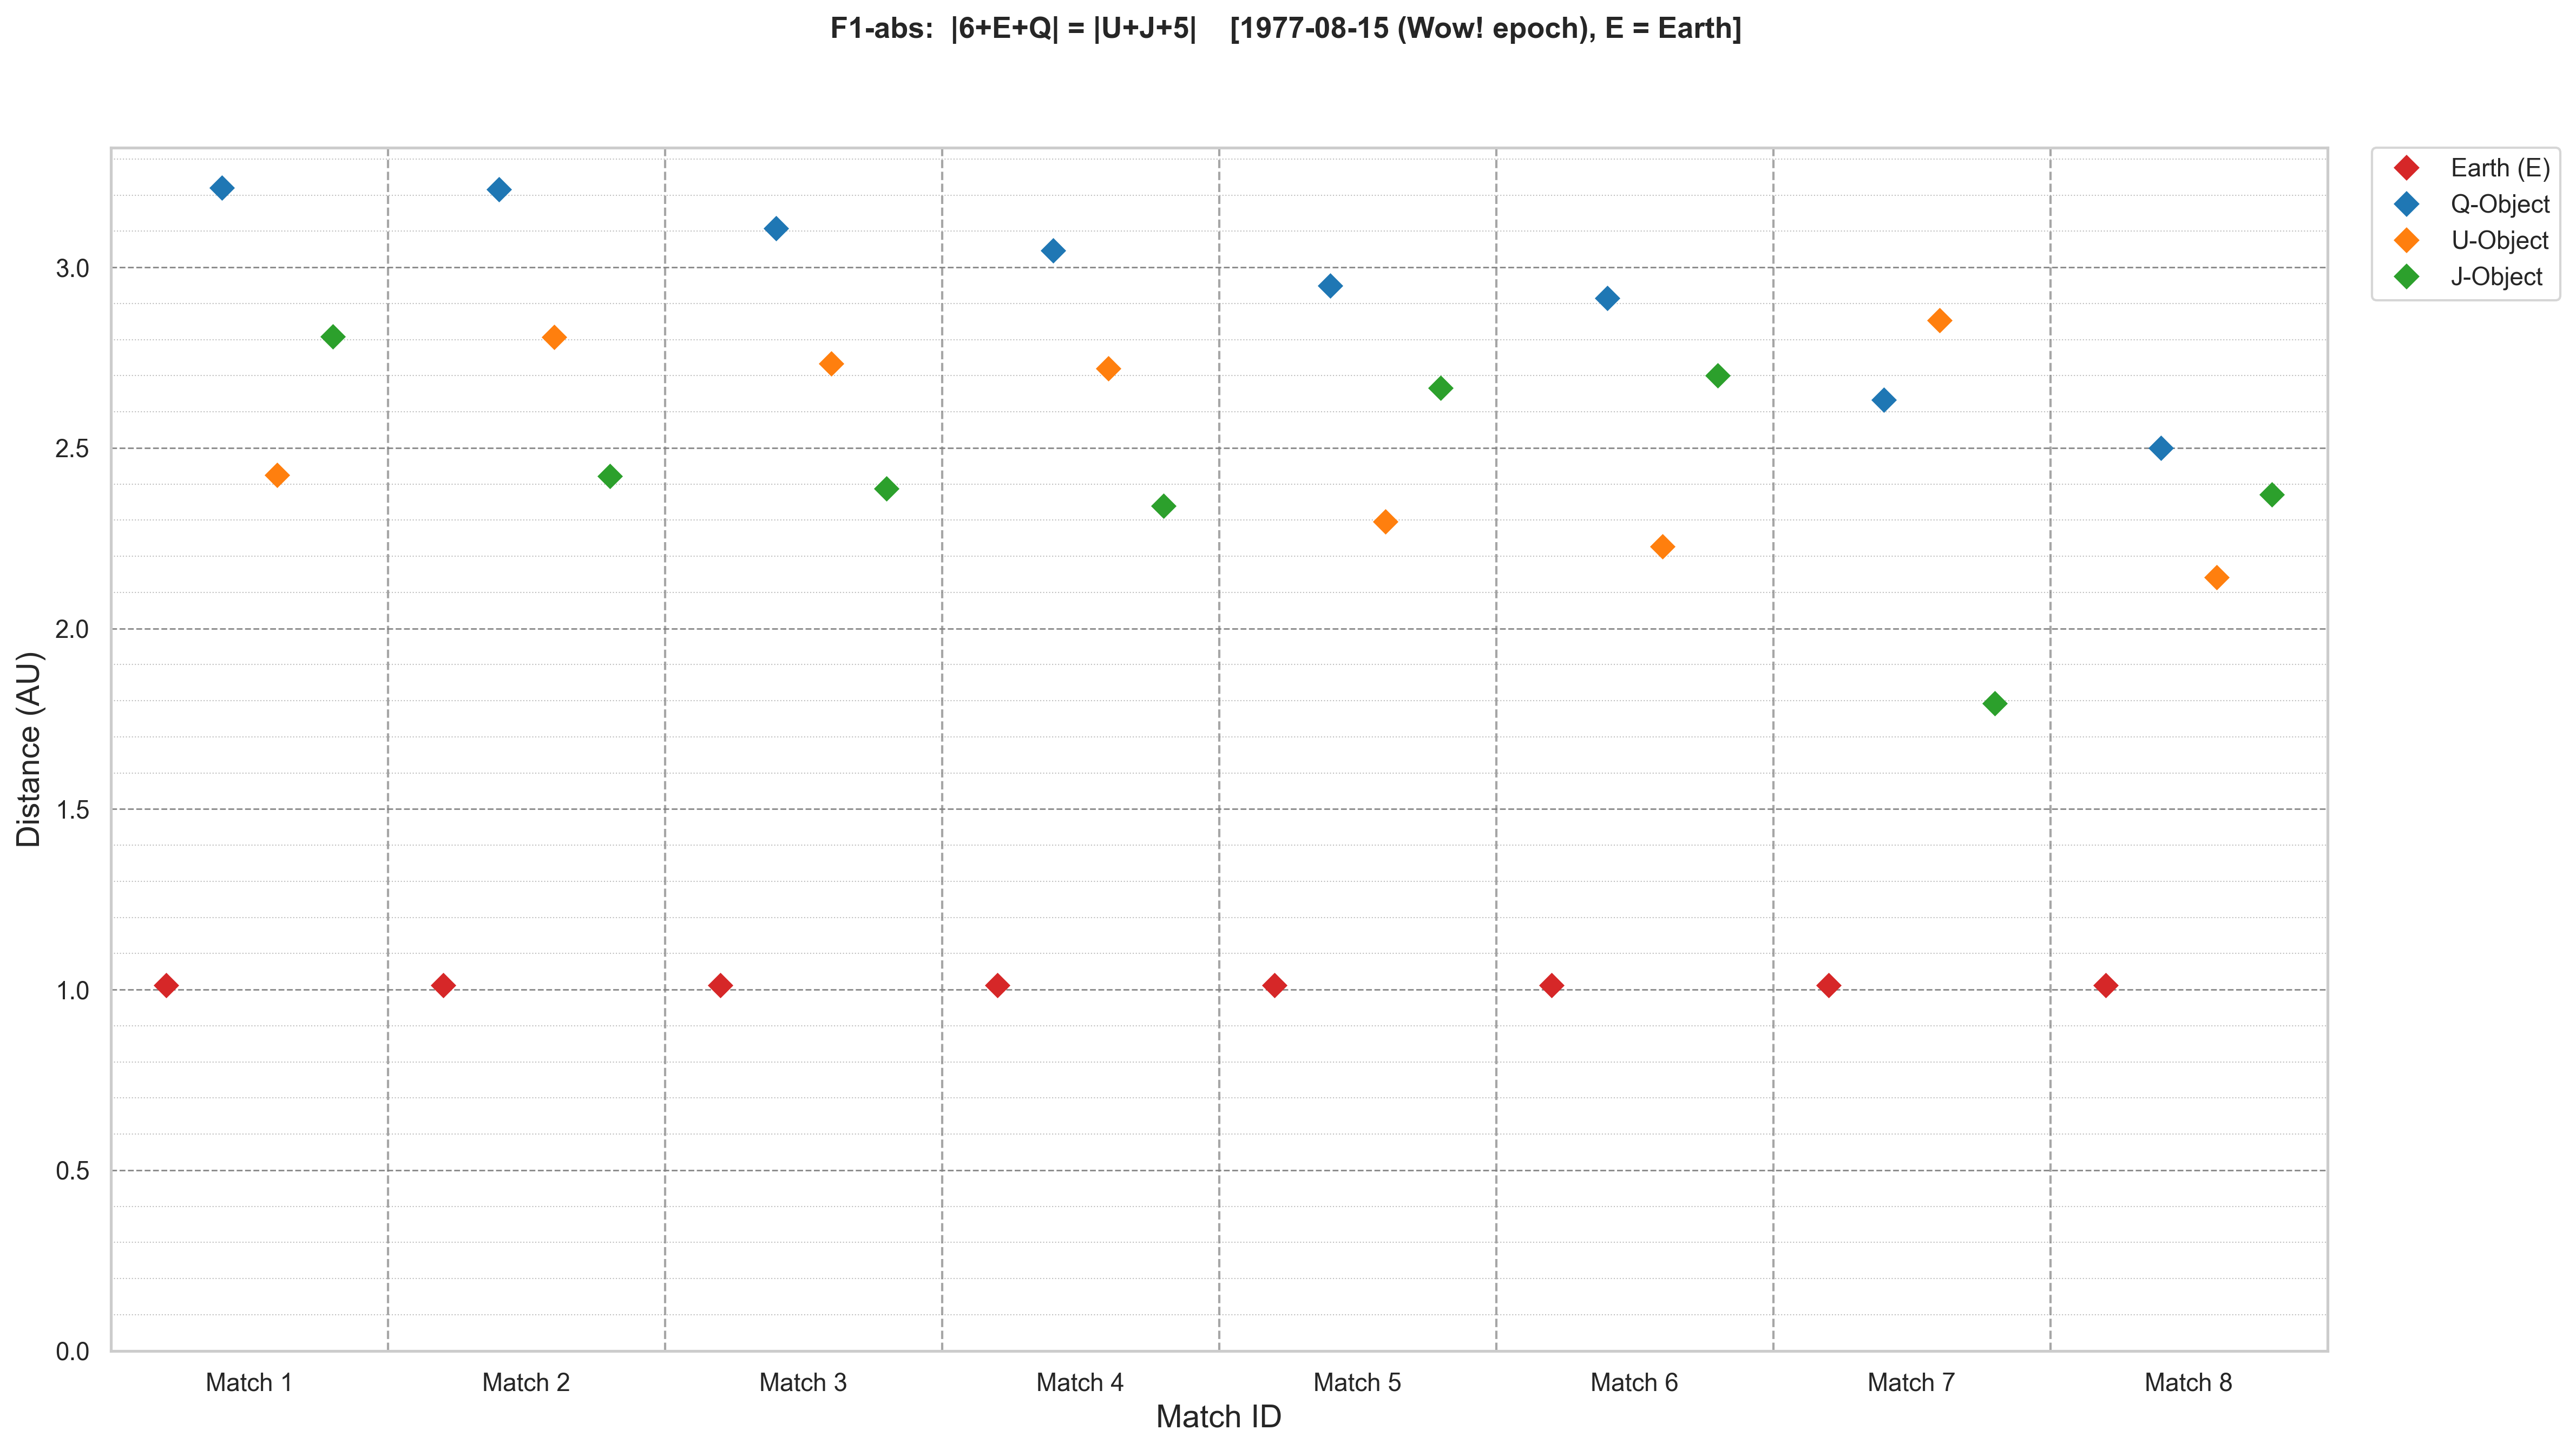 F1-abs:  |6+E+Q| = |U+J+5|    [1977-08-15 (Wow! epoch), E = Earth]
Earth (E)
Q-Object
U-Object
J-Object
3.0
2.5
2.0
1.5
1.0
0.5
0.0
Distance (AU)
Match 1 Match 2 Match 3 Match 4 Match 5 Match 6 Match 7 Match 8
Match ID